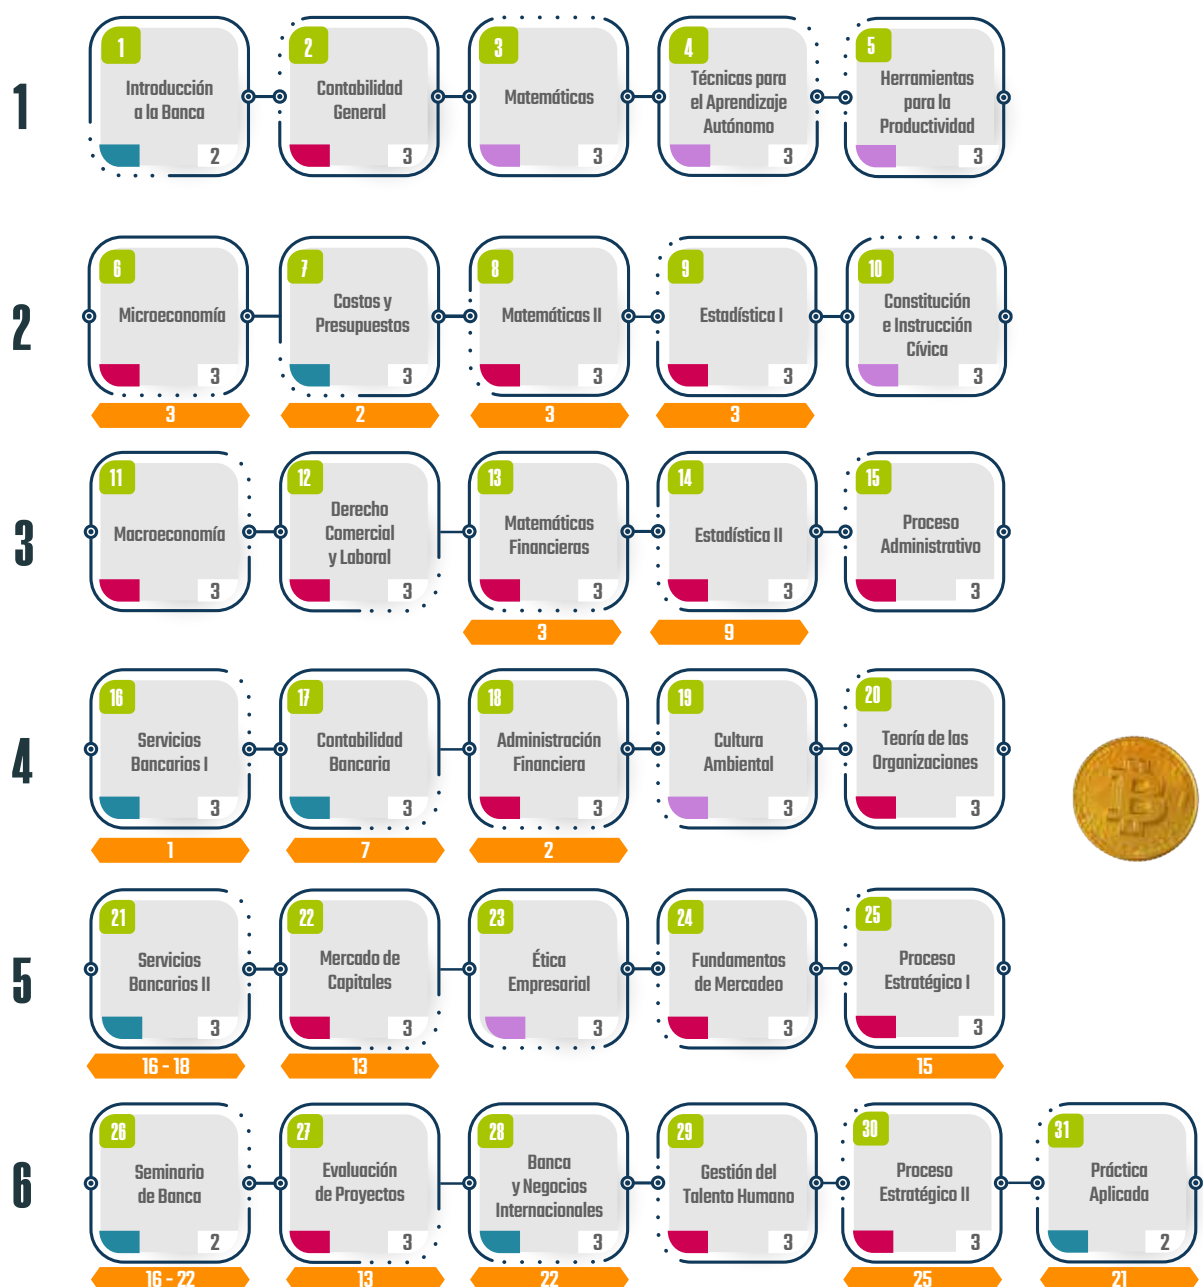 1
1
Introducción
a la Banca
2
2
Contabilidad
General
3
3
Matemáticas
3
4
Técnicas para
el Aprendizaje
Autónomo
3
5
Herramientas
para la
Productividad
3
2
6
Microeconomía
3
3
7
Costos y
Presupuestos
3
2
8
Matemáticas II
3
3
9
Estadística I
3
3
10
Constitución
e Instrucción
Cívica
3
3
11
Macroeconomía
3
12
Derecho
Comercial
y Laboral
3
13
Matemáticas
Financieras
3
3
14
Estadística II
3
9
15
Proceso
Administrativo
3
4
16
Servicios
Bancarios I
3
1
17
Contabilidad
Bancaria
3
7
18
Administración
Financiera
3
2
19
Cultura
Ambiental
3
20
Teoría de las
Organizaciones
3
5
21
Servicios
Bancarios II
3
16 - 18
22
Mercado de
Capitales
3
13
23
Ética
Empresarial
3
24
Fundamentos
de Mercadeo
3
25
Proceso
Estratégico I
3
15
6
26
Seminario
de Banca
2
16 - 22
27
Evaluación
de Proyectos
3
13
28
Banca
y Negocios
Internacionales
3
22
29
Gestión del
Talento Humano
3
30
Proceso
Estratégico II
3
25
31
Práctica
Aplicada
2
21